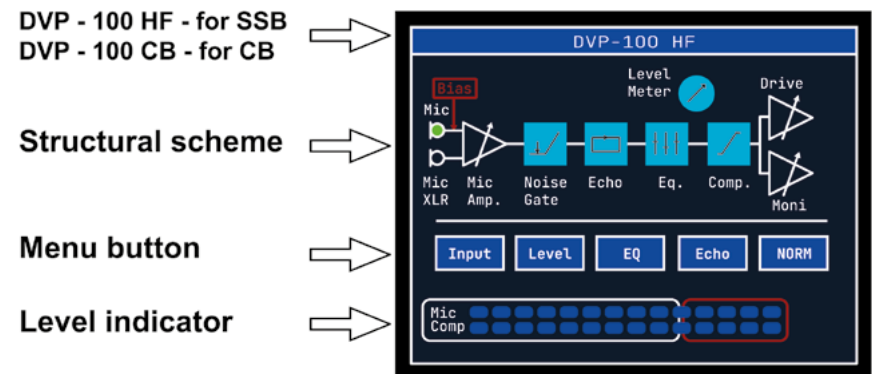 DVP - 100 HF - for SSB
DVP - 100 CB - for CB
Structural scheme
Menu button
Level indicator
DVP-100 HF
Level
Meter
Drive
Bias
Mic
Mic
XLR
Mic
Amp.
Noise
Gate
Echo
Eq.
Comp.
Moni
Input
Level
EQ
Echo
NORM
Mic
Comp